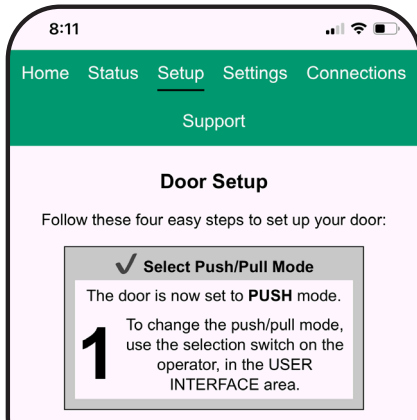 8:11
Home Status Setup Settings Connections
Support
Door Setup
Follow these four easy steps to set up your door:
Select Push/Pull Mode
The door is now set to PUSH mode.
1
To change the push/pull mode,
use the selection switch on the
operator, in the USER
INTERFACE area.